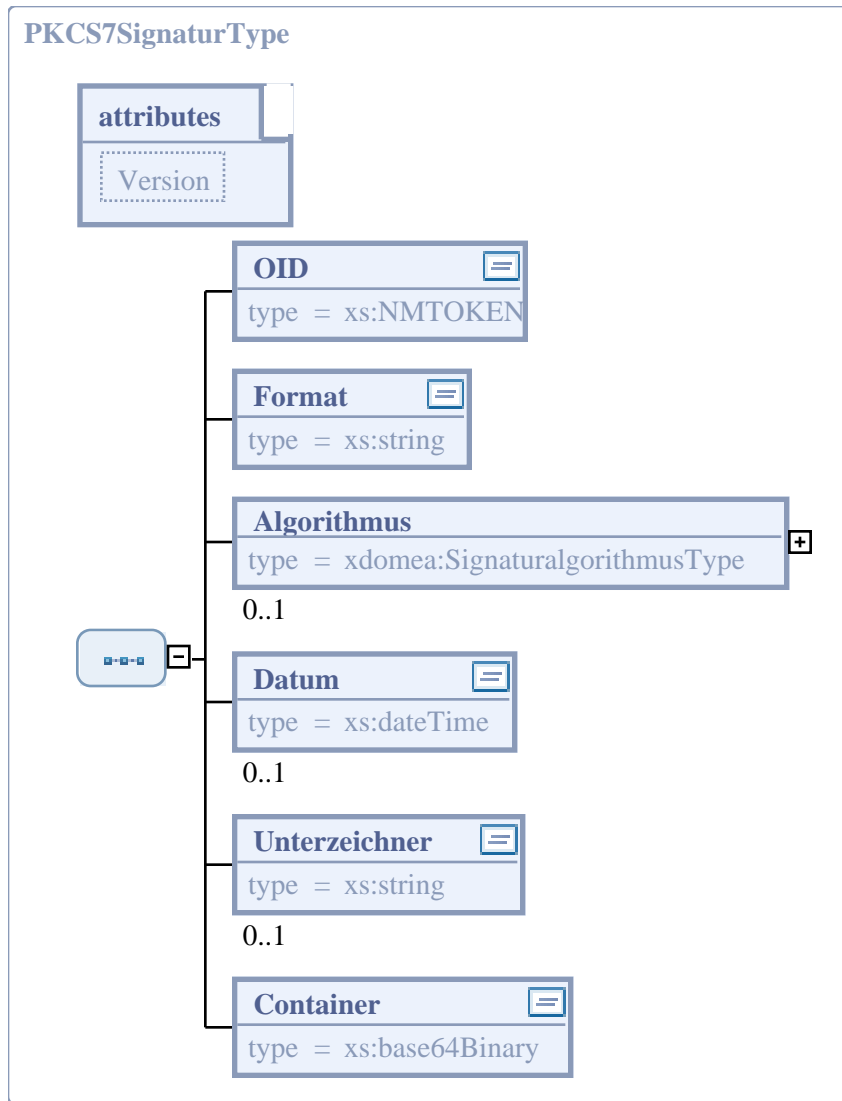 PKCS7SignaturType
attributes
Version
OID
type = xs:NMTOKEN
Format
type = xs:string
Algorithmus
type = xdomea:SignaturalgorithmusType
0..1
Datum
type = xs:dateTime
0..1
Unterzeichner
type = xs:string
0..1
Container
type = xs:base64Binary